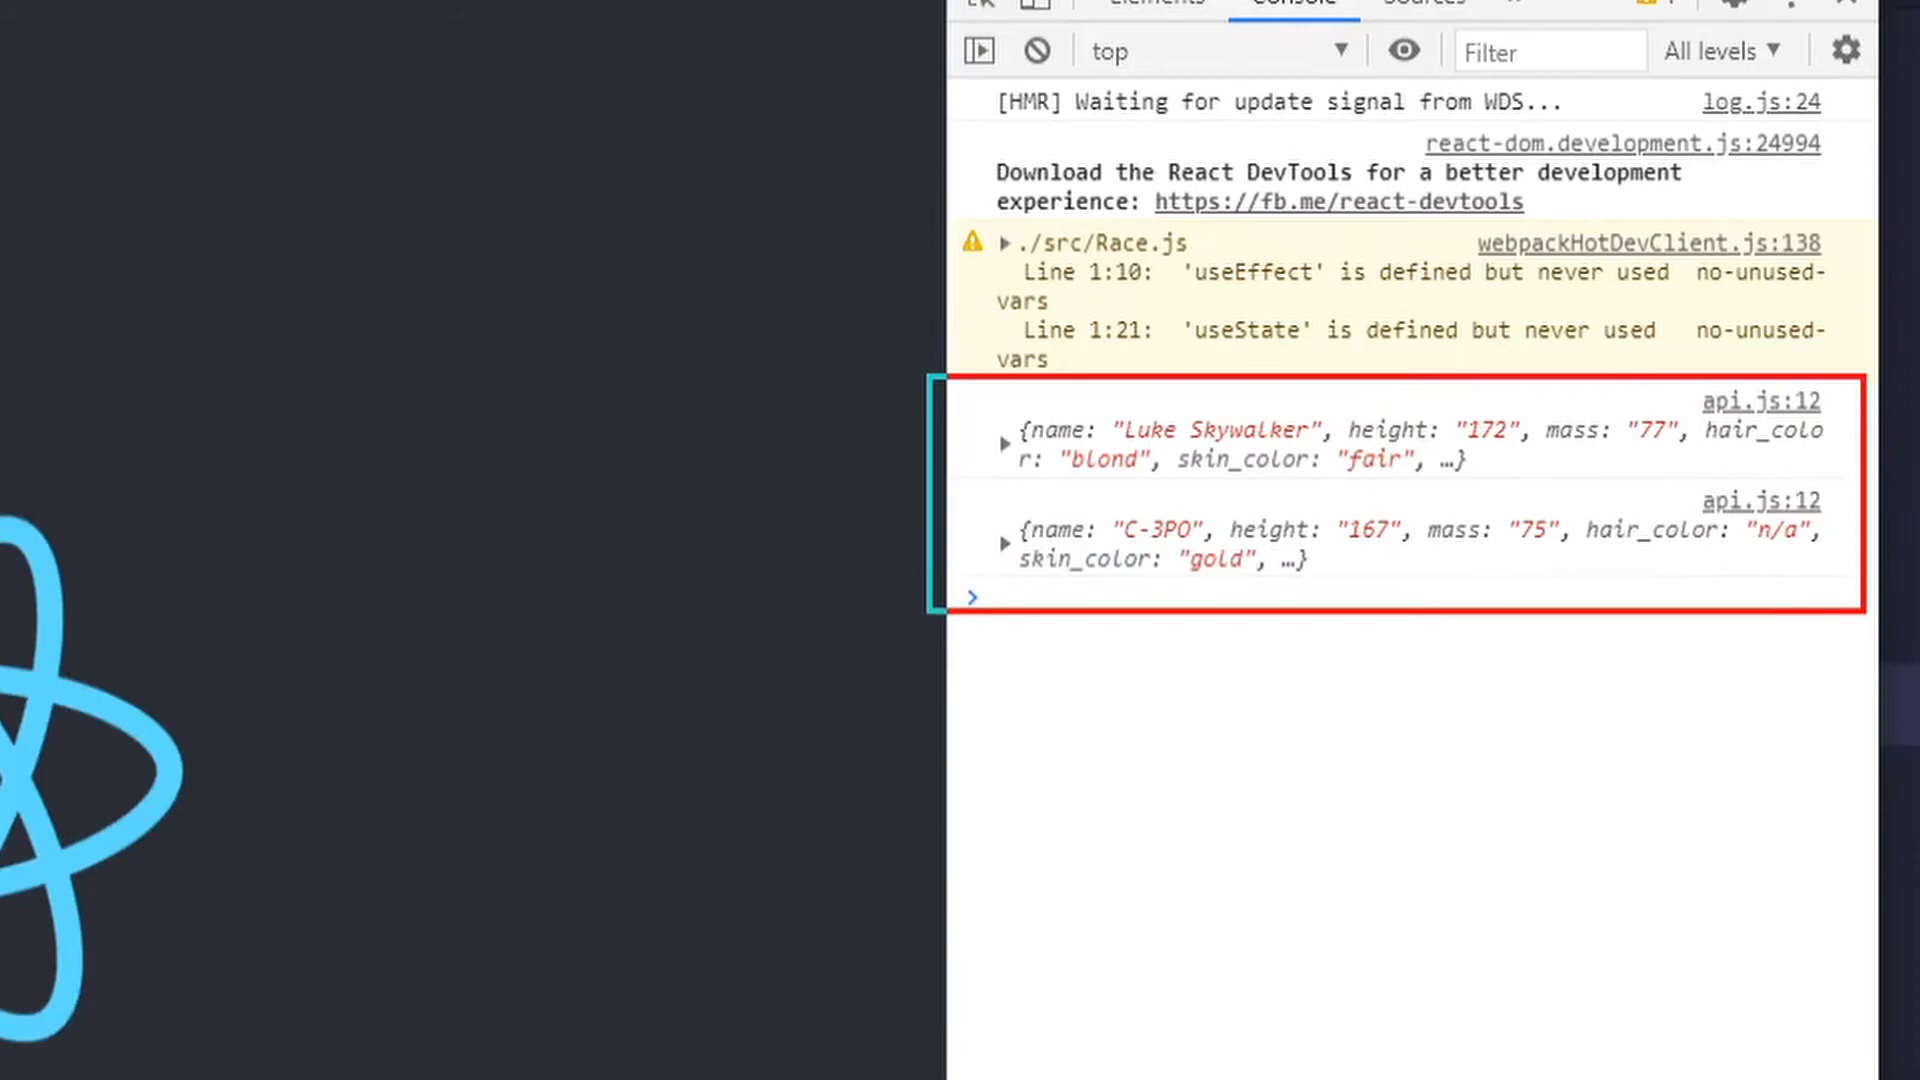 Elements Console Sources
top Filter All levels
[HMR] Waiting for update signal from WDS... log.js:24
react-dom.development.js:24994
Download the React DevTools for a better development
experience: https://fb.me/react-devtools
./src/Race.js webpackHotDevClient.js:138
Line 1:10: 'useEffect' is defined but never used no-unused-
vars
Line 1:21: 'useState' is defined but never used no-unused-
vars
api.js:12
{name: "Luke Skywalker", height: "172", mass: "77", hair_colo
r: "blond", skin_color: "fair", …}
api.js:12
{name: "C-3PO", height: "167", mass: "75", hair_color: "n/a",
skin_color: "gold", …}